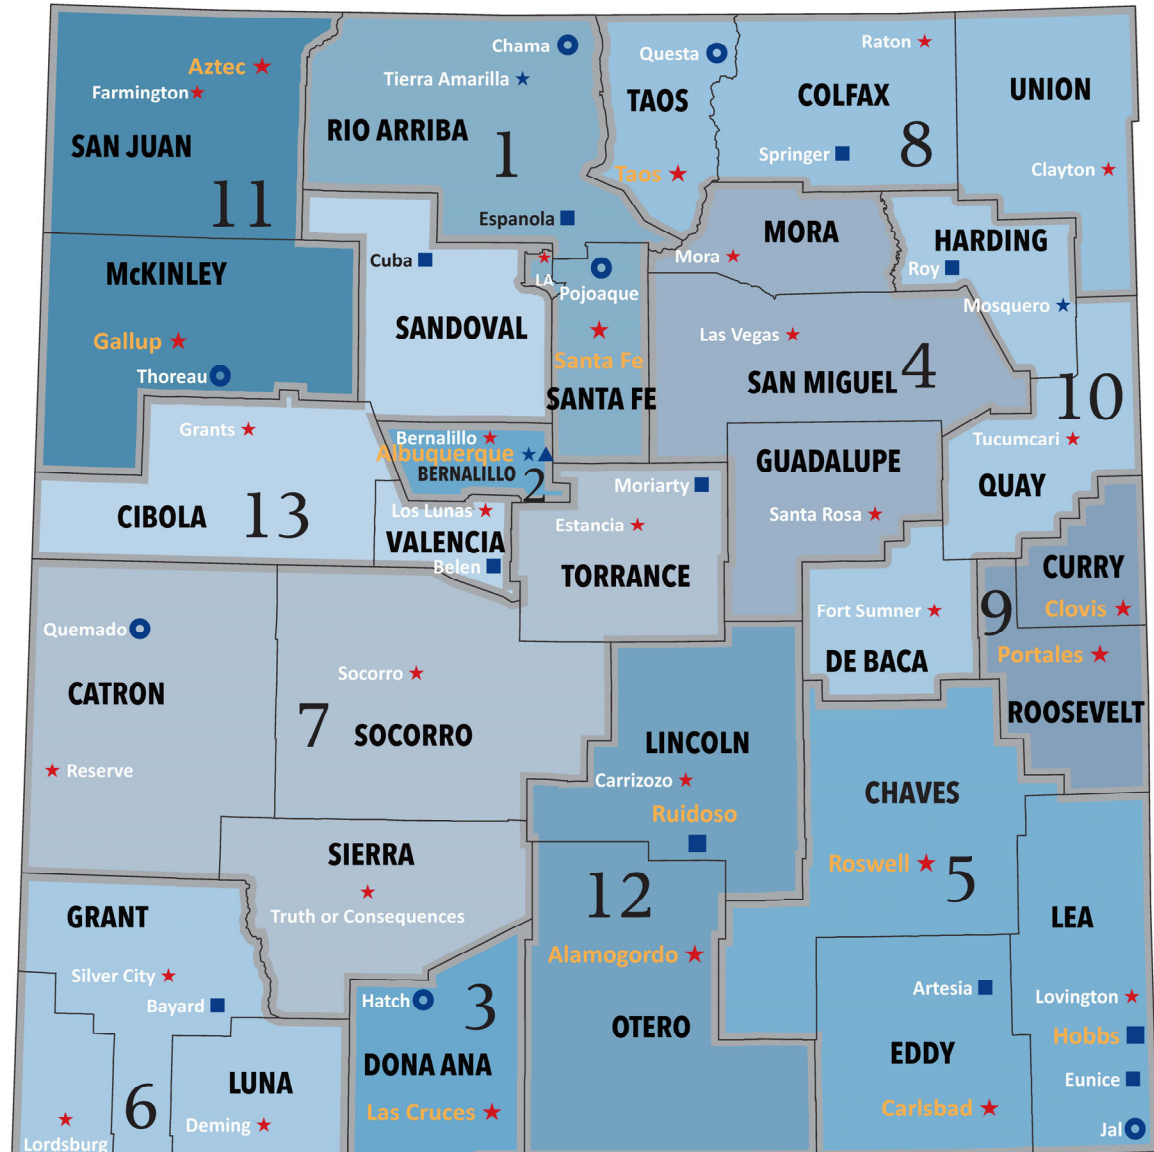 Chama
Questa
Raton
Aztec
Tierra Amarilla
Farmington
TAOS
COLFAX
UNION
RIO ARRIBA
SAN JUAN
1
8
Springer
Taos
Clayton
11
Espanola
MORA
HARDING
Cuba
LA
Mora
Roy
McKINLEY
Pojoaque
Mosquero
SANDOVAL
Las Vegas
Gallup
Santa Fe
4
Thoreau
SAN MIGUEL
10
SANTA FE
Grants
Bernalillo
Tucumcari
Albuquerque
GUADALUPE
BERNALILLO
2
Moriarty
QUAY
CIBOLA
13
Los Lunas
Santa Rosa
Estancia
VALENCIA
Belen
TORRANCE
CURRY
Fort Sumner
9
Clovis
Quemado
DE BACA
Portales
Socorro
CATRON
7
SOCORRO
ROOSEVELT
LINCOLN
Reserve
Carrizozo
CHAVES
Ruidoso
SIERRA
Roswell
5
12
Truth or Consequences
GRANT
LEA
Alamogordo
Silver City
Artesia
Lovington
Bayard
Hatch
3
OTERO
Hobbs
EDDY
DONA ANA
LUNA
Eunice
6
Las Cruces
Carlsbad
Deming
Jal
Lordsburg